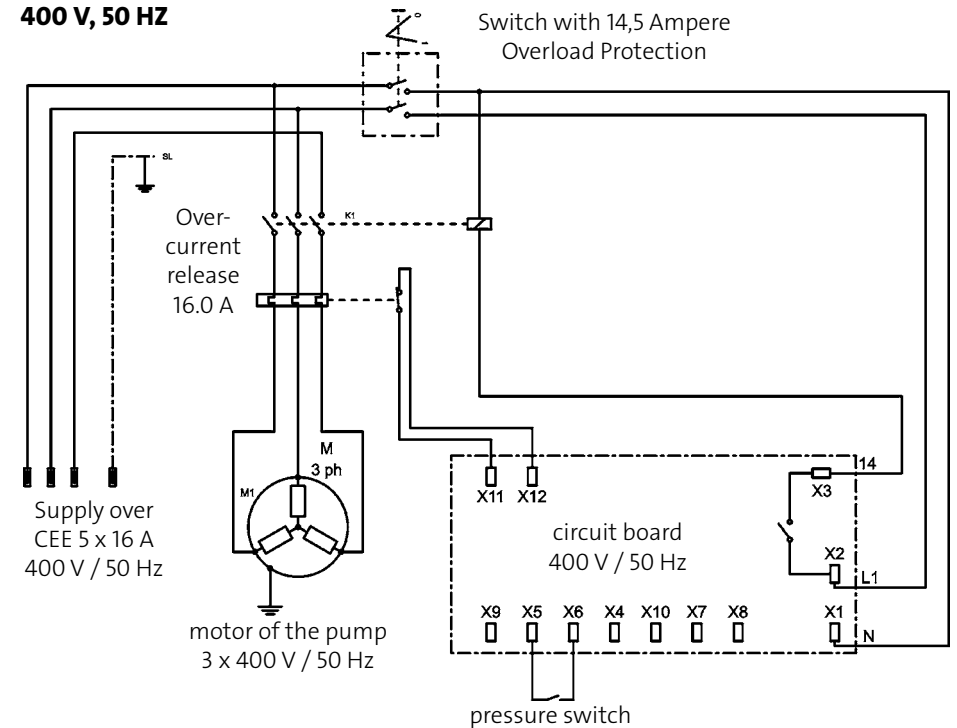 400 V, 50 HZ
Switch with 14,5 Ampere
Overload Protection
0
SL
K1
Over-
current
release
16.0 A
M
3 ph
M1
Supply over
CEE 5 x 16 A
400 V / 50 Hz
motor of the pump
3 x 400 V / 50 Hz
X11
X12
X3
14
circuit board
400 V / 50 Hz
X2
L1
X9
X5
X6
X4
X10
X7
X8
X1
N
pressure switch